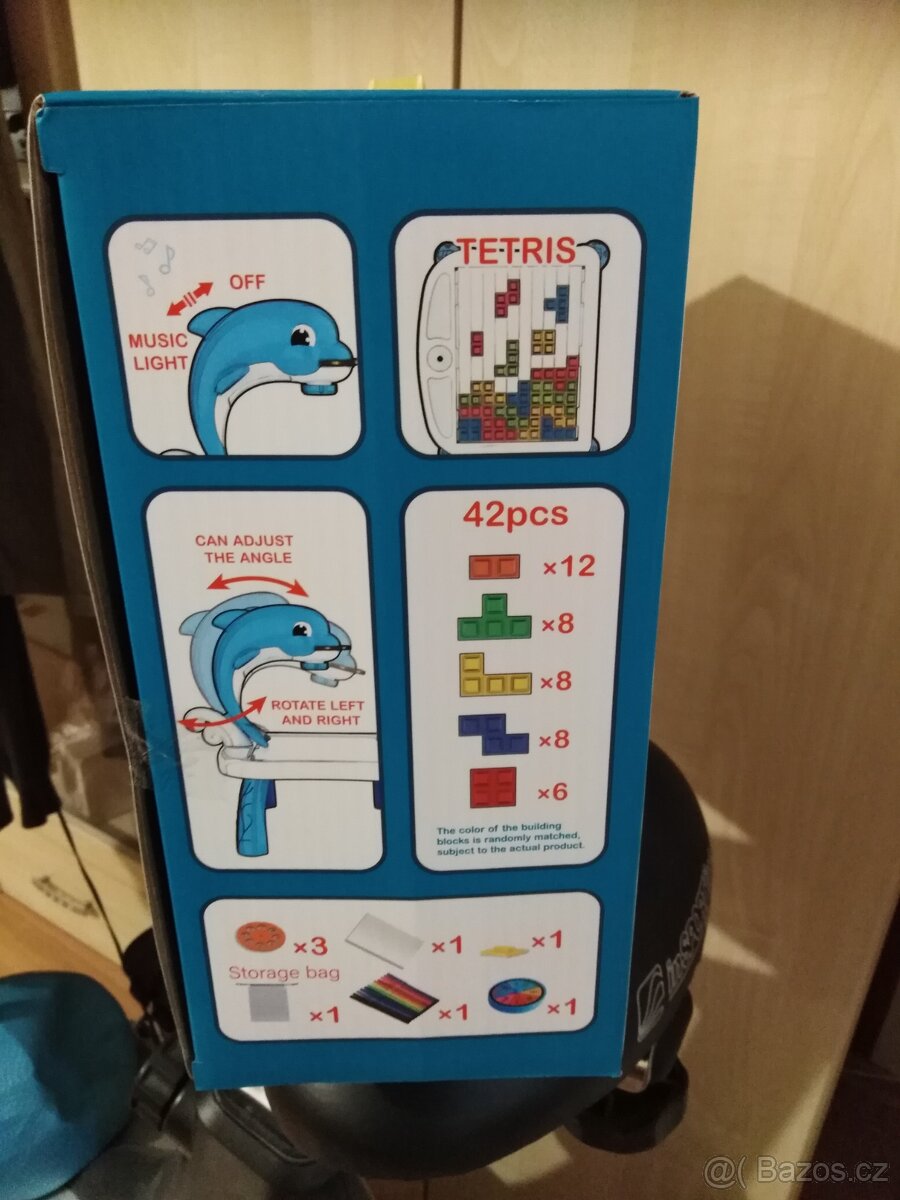 OFF
MUSIC
LIGHT
TETRIS
CAN ADJUST
THE ANGLE
ROTATE LEFT
AND RIGHT
42pcs
×12
×8
×8
×8
×6
The color of the building
blocks is randomly matched,
subject to the actual product.
×3
×1
×1
Storage bag
×1
×1
×1
@( Bazos.cz